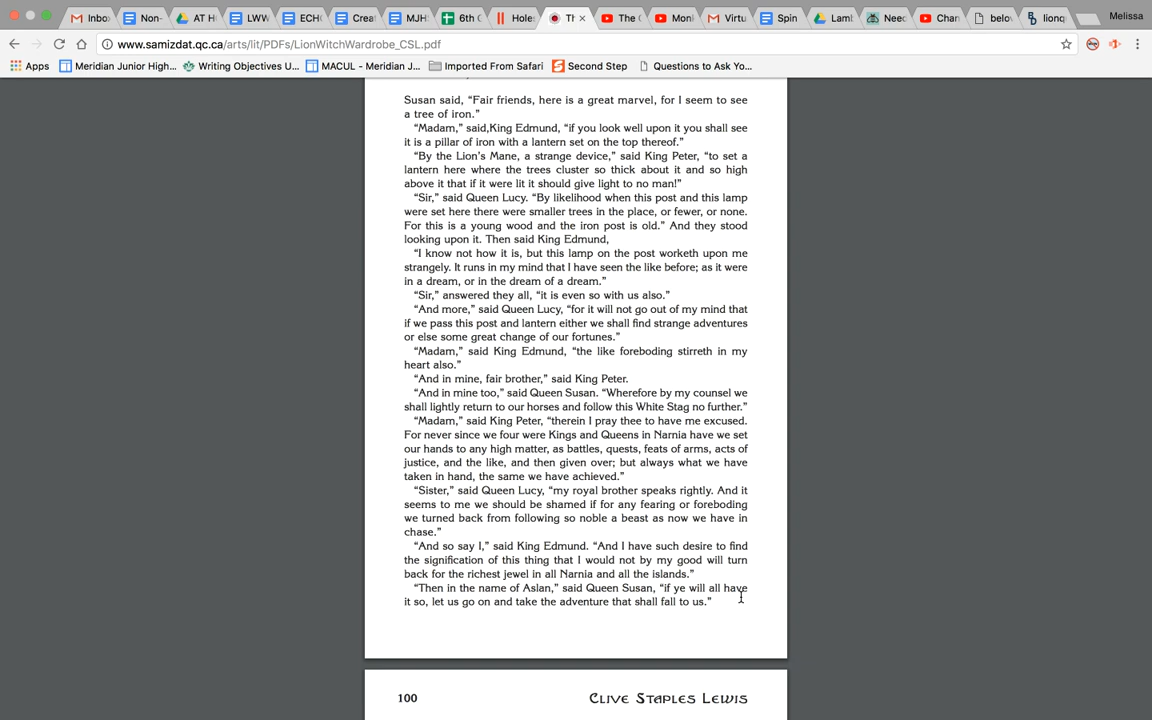 Inbo
Non-
AT H
LWW
ECHO
Creat
MJH
6th G
Holes
Th
The C
Monk
Virtu
Spin
Lamb
Need
Chan
belov
lionq
Melissa
www.samizdat.qc.ca/arts/lit/PDFs/LionWitchWardrobe_CSL.pdf
Apps
Meridian Junior High...
Writing Objectives U...
MACUL - Meridian J...
Imported From Safari
Second Step
Questions to Ask Yo...
Susan said, “Fair friends, here is a great marvel, for I seem to see
a tree of iron.”
“Madam,” said,King Edmund, “if you look well upon it you shall see
it is a pillar of iron with a lantern set on the top thereof.”
“By the Lion’s Mane, a strange device,” said King Peter, “to set a
lantern here where the trees cluster so thick about it and so high
above it that if it were lit it should give light to no man!”
“Sir,” said Queen Lucy. “By likelihood when this post and this lamp
were set here there were smaller trees in the place, or fewer, or none.
For this is a young wood and the iron post is old.” And they stood
looking upon it. Then said King Edmund,
“I know not how it is, but this lamp on the post worketh upon me
strangely. It runs in my mind that I have seen the like before; as it were
in a dream, or in the dream of a dream.”
“Sir,” answered they all, “it is even so with us also.”
“And more,” said Queen Lucy, “for it will not go out of my mind that
if we pass this post and lantern either we shall find strange adventures
or else some great change of our fortunes.”
“Madam,” said King Edmund, “the like foreboding stirreth in my
heart also.”
“And in mine, fair brother,” said King Peter.
“And in mine too,” said Queen Susan. “Wherefore by my counsel we
shall lightly return to our horses and follow this White Stag no further.”
“Madam,” said King Peter, “therein I pray thee to have me excused.
For never since we four were Kings and Queens in Narnia have we set
our hands to any high matter, as battles, quests, feats of arms, acts of
justice, and the like, and then given over; but always what we have
taken in hand, the same we have achieved.”
“Sister,” said Queen Lucy, “my royal brother speaks rightly. And it
seems to me we should be shamed if for any fearing or foreboding
we turned back from following so noble a beast as now we have in
chase.”
“And so say I,” said King Edmund. “And I have such desire to find
the signification of this thing that I would not by my good will turn
back for the richest jewel in all Narnia and all the islands.”
“Then in the name of Aslan,” said Queen Susan, “if ye will all have
it so, let us go on and take the adventure that shall fall to us.”
100
Clive Staples Lewis